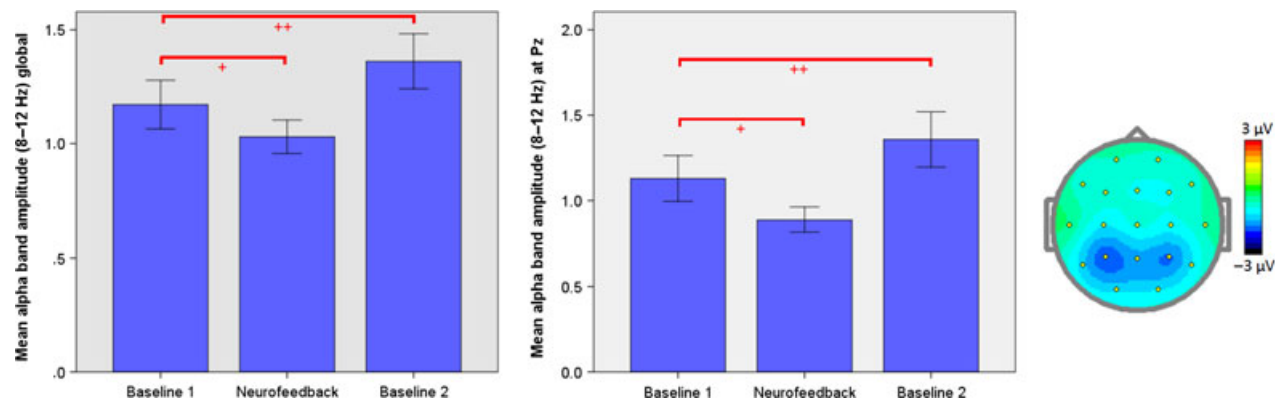 Mean alpha band amplitude (8–12 Hz) global
1.5
1.0
.5
.0
++
+
Baseline 1 Neurofeedback Baseline 2
Mean alpha band amplitude (8–12 Hz) at Pz
2.0
1.5
1.0
0.5
0.0
++
+
Baseline 1 Neurofeedback Baseline 2
3 µV
−3 µV